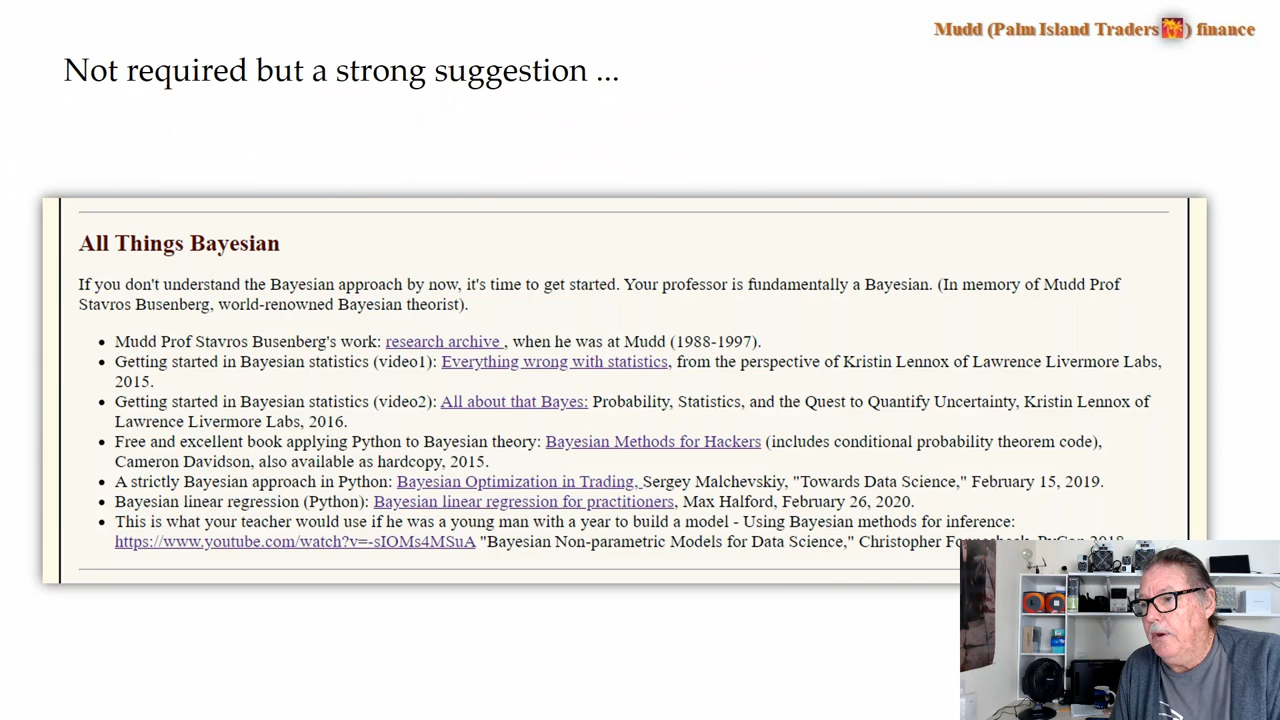 Mudd (Palm Island Traders ) finance
Not required but a strong suggestion ...
All Things Bayesian
If you don't understand the Bayesian approach by now, it's time to get started. Your professor is fundamentally a Bayesian. (In memory of Mudd Prof
Stavros Busenberg, world-renowned Bayesian theorist).
• Mudd Prof Stavros Busenberg's work: research archive , when he was at Mudd (1988-1997).
• Getting started in Bayesian statistics (video1): Everything wrong with statistics, from the perspective of Kristin Lennox of Lawrence Livermore Labs,
2015.
• Getting started in Bayesian statistics (video2): All about that Bayes: Probability, Statistics, and the Quest to Quantify Uncertainty, Kristin Lennox of
Lawrence Livermore Labs, 2016.
• Free and excellent book applying Python to Bayesian theory: Bayesian Methods for Hackers (includes conditional probability theorem code),
Cameron Davidson, also available as hardcopy, 2015.
• A strictly Bayesian approach in Python: Bayesian Optimization in Trading, Sergey Malchevskiy, "Towards Data Science," February 15, 2019.
• Bayesian linear regression (Python): Bayesian linear regression for practitioners, Max Halford, February 26, 2020.
• This is what your teacher would use if he was a young man with a year to build a model - Using Bayesian methods for inference:
https://www.youtube.com/watch?v=-sIOMs4MSuA "Bayesian Non-parametric Models for Data Science," Christopher